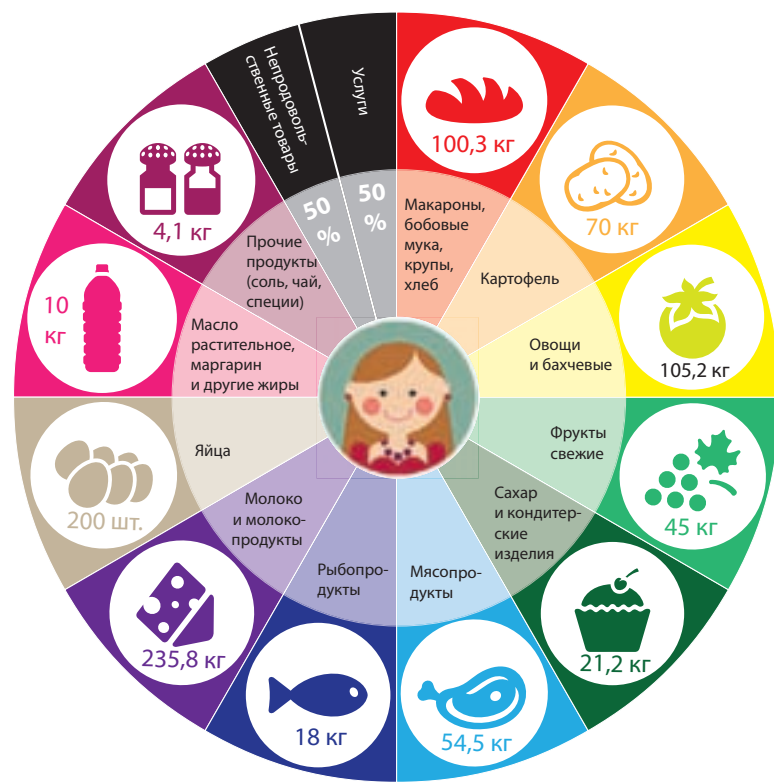 Непродоволь-
ственные товары
50
%
Услуги
50
%
100,3 кг
Макароны,
бобовые
мука,
крупы,
хлеб
70 кг
Картофель
105,2 кг
Овощи
и бахчевые
45 кг
Фрукты
свежие
21,2 кг
Сахар
и кондитер-
ские
изделия
54,5 кг
Мясопро-
дукты
18 кг
Рыбопро-
дукты
235,8 кг
Молоко
и молоко-
продукты
200 шт.
Яйца
10
кг
Масло
растительное,
маргарин
и другие жиры
4,1 кг
Прочие
продукты
(соль, чай,
специи)